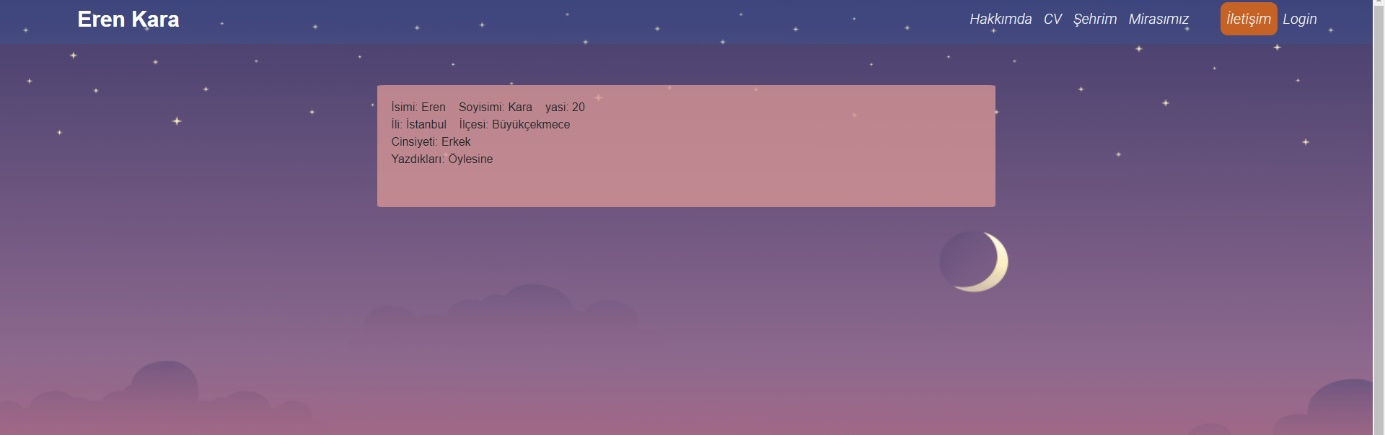 Eren Kara
Hakkımda CV Şehrim Mirasımız İletişim Login
İsimi: Eren Soyisimi: Kara yasi: 20
İli: İstanbul İlçesi: Büyükçekmece
Cinsiyeti: Erkek
Yazdıkları: Öylesine